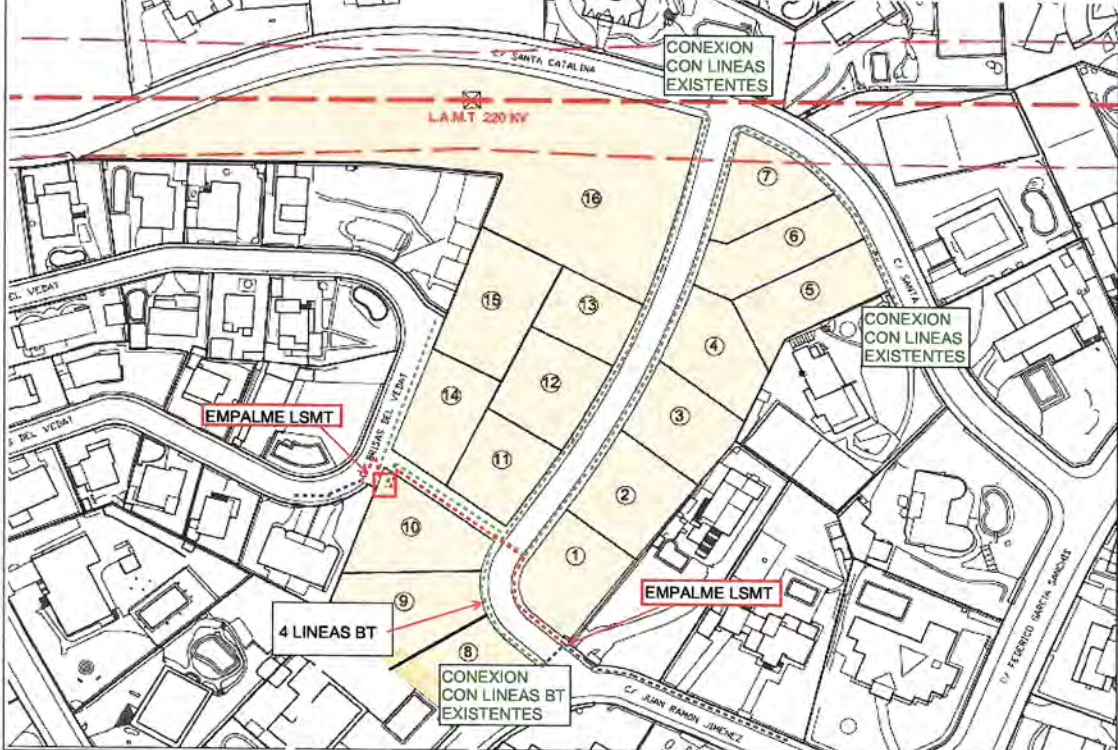 C/ SANTA CATALINA
CONEXION
CON LINEAS
EXISTENTES
L.A.M.T 220 KV
7
16
6
5
C/ SANTA
DEL VEDAT
15
13
CONEXION
CON LINEAS
EXISTENTES
4
12
14
3
EMPALME LSMT
BRISAS DEL VEDAT
DEL VEDAT
11
2
10
1
C/ FEDERICO GARCIA SANCHIS
EMPALME LSMT
9
4 LINEAS BT
8
CONEXION
CON LINEAS BT
EXISTENTES
C/ JUAN RAMON JIMENEZ